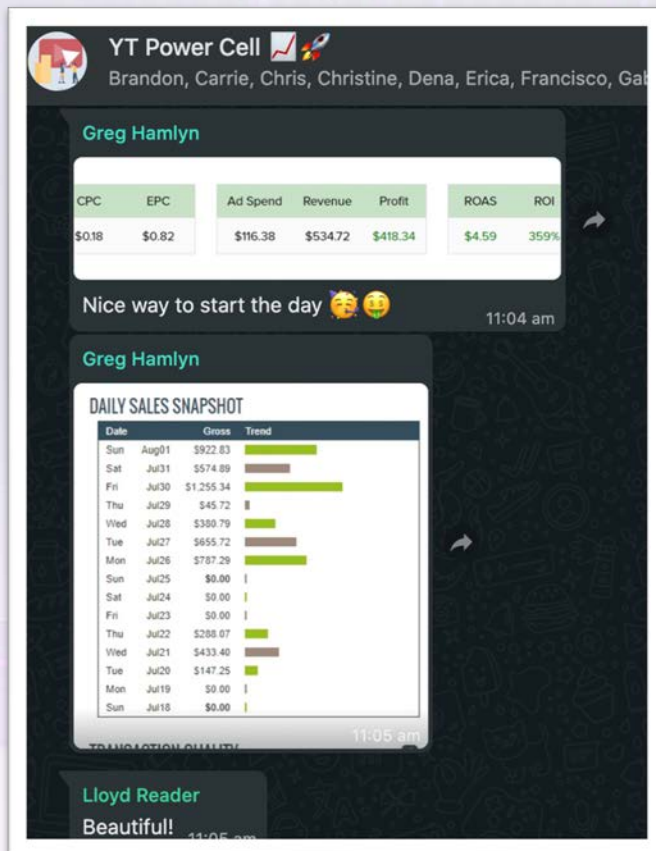 YT Power Cell 📈🚀
Brandon, Carrie, Chris, Christine, Dena, Erica, Francisco,
Greg Hamlyn
CPC EPC Ad Spend Revenue Profit ROAS ROI
$0.18 $0.82 $116.38 $534.72 $418.34 $4.59 359%
Nice way to start the day 🥳🤑
11:04 am
Greg Hamlyn
DAILY SALES SNAPSHOT
Date Gross Trend
Sun Aug01 $922.83
Sat Jul31 $574.89
Fri Jul30 $1,255.34
Thu Jul29 $45.72
Wed Jul28 $380.79
Tue Jul27 $655.72
Mon Jul26 $787.29
Sun Jul25 $0.00
Sat Jul24 $0.00
Fri Jul23 $0.00
Thu Jul22 $288.07
Wed Jul21 $433.40
Tue Jul20 $147.25
Mon Jul19 $0.00
Sun Jul18 $0.00
11:05 am
Lloyd Reader
Beautiful! 11:05 am